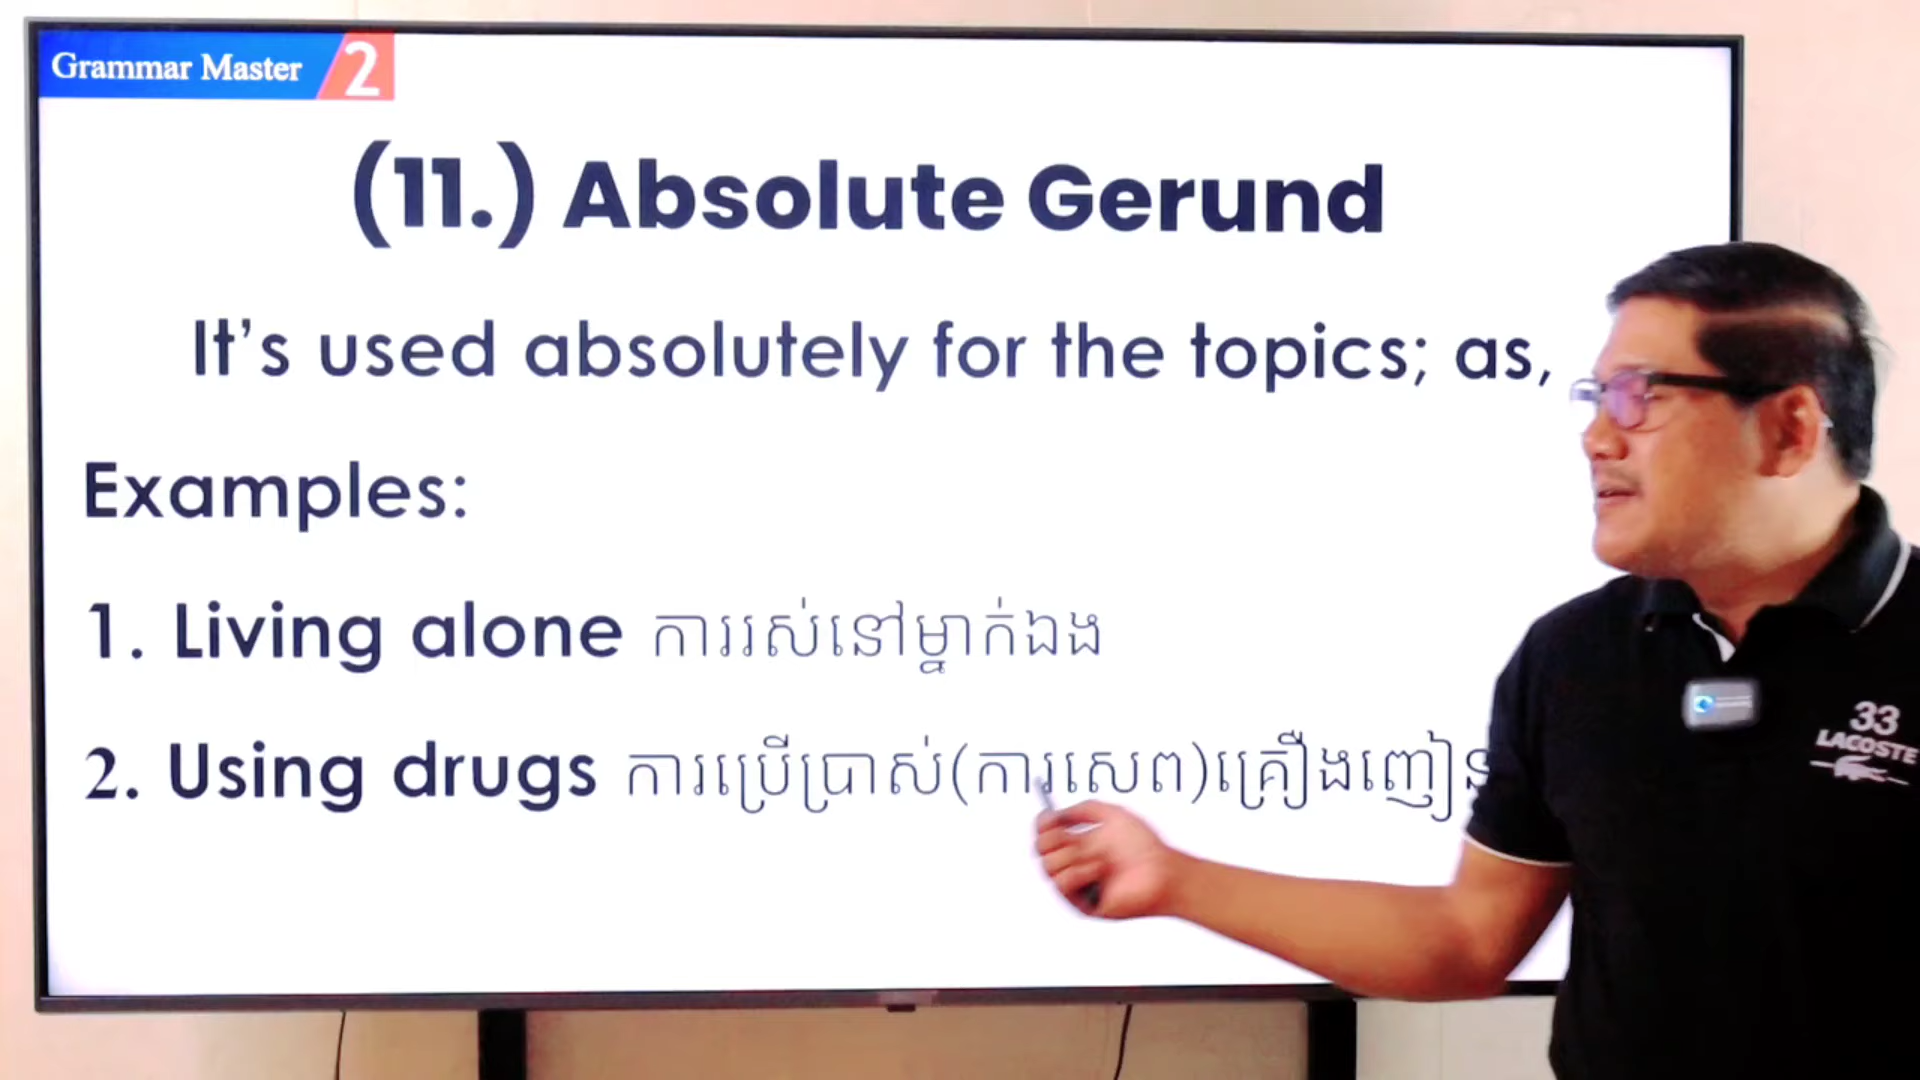 Grammar Master 2
(11.) Absolute Gerund
It's used absolutely for the topics; as,
Examples:
1. Living alone ការរស់នៅម្នាក់ឯង
2. Using drugs ការប្រើប្រាស់(ការសេព)គ្រឿងញៀន
33
LACOSTE